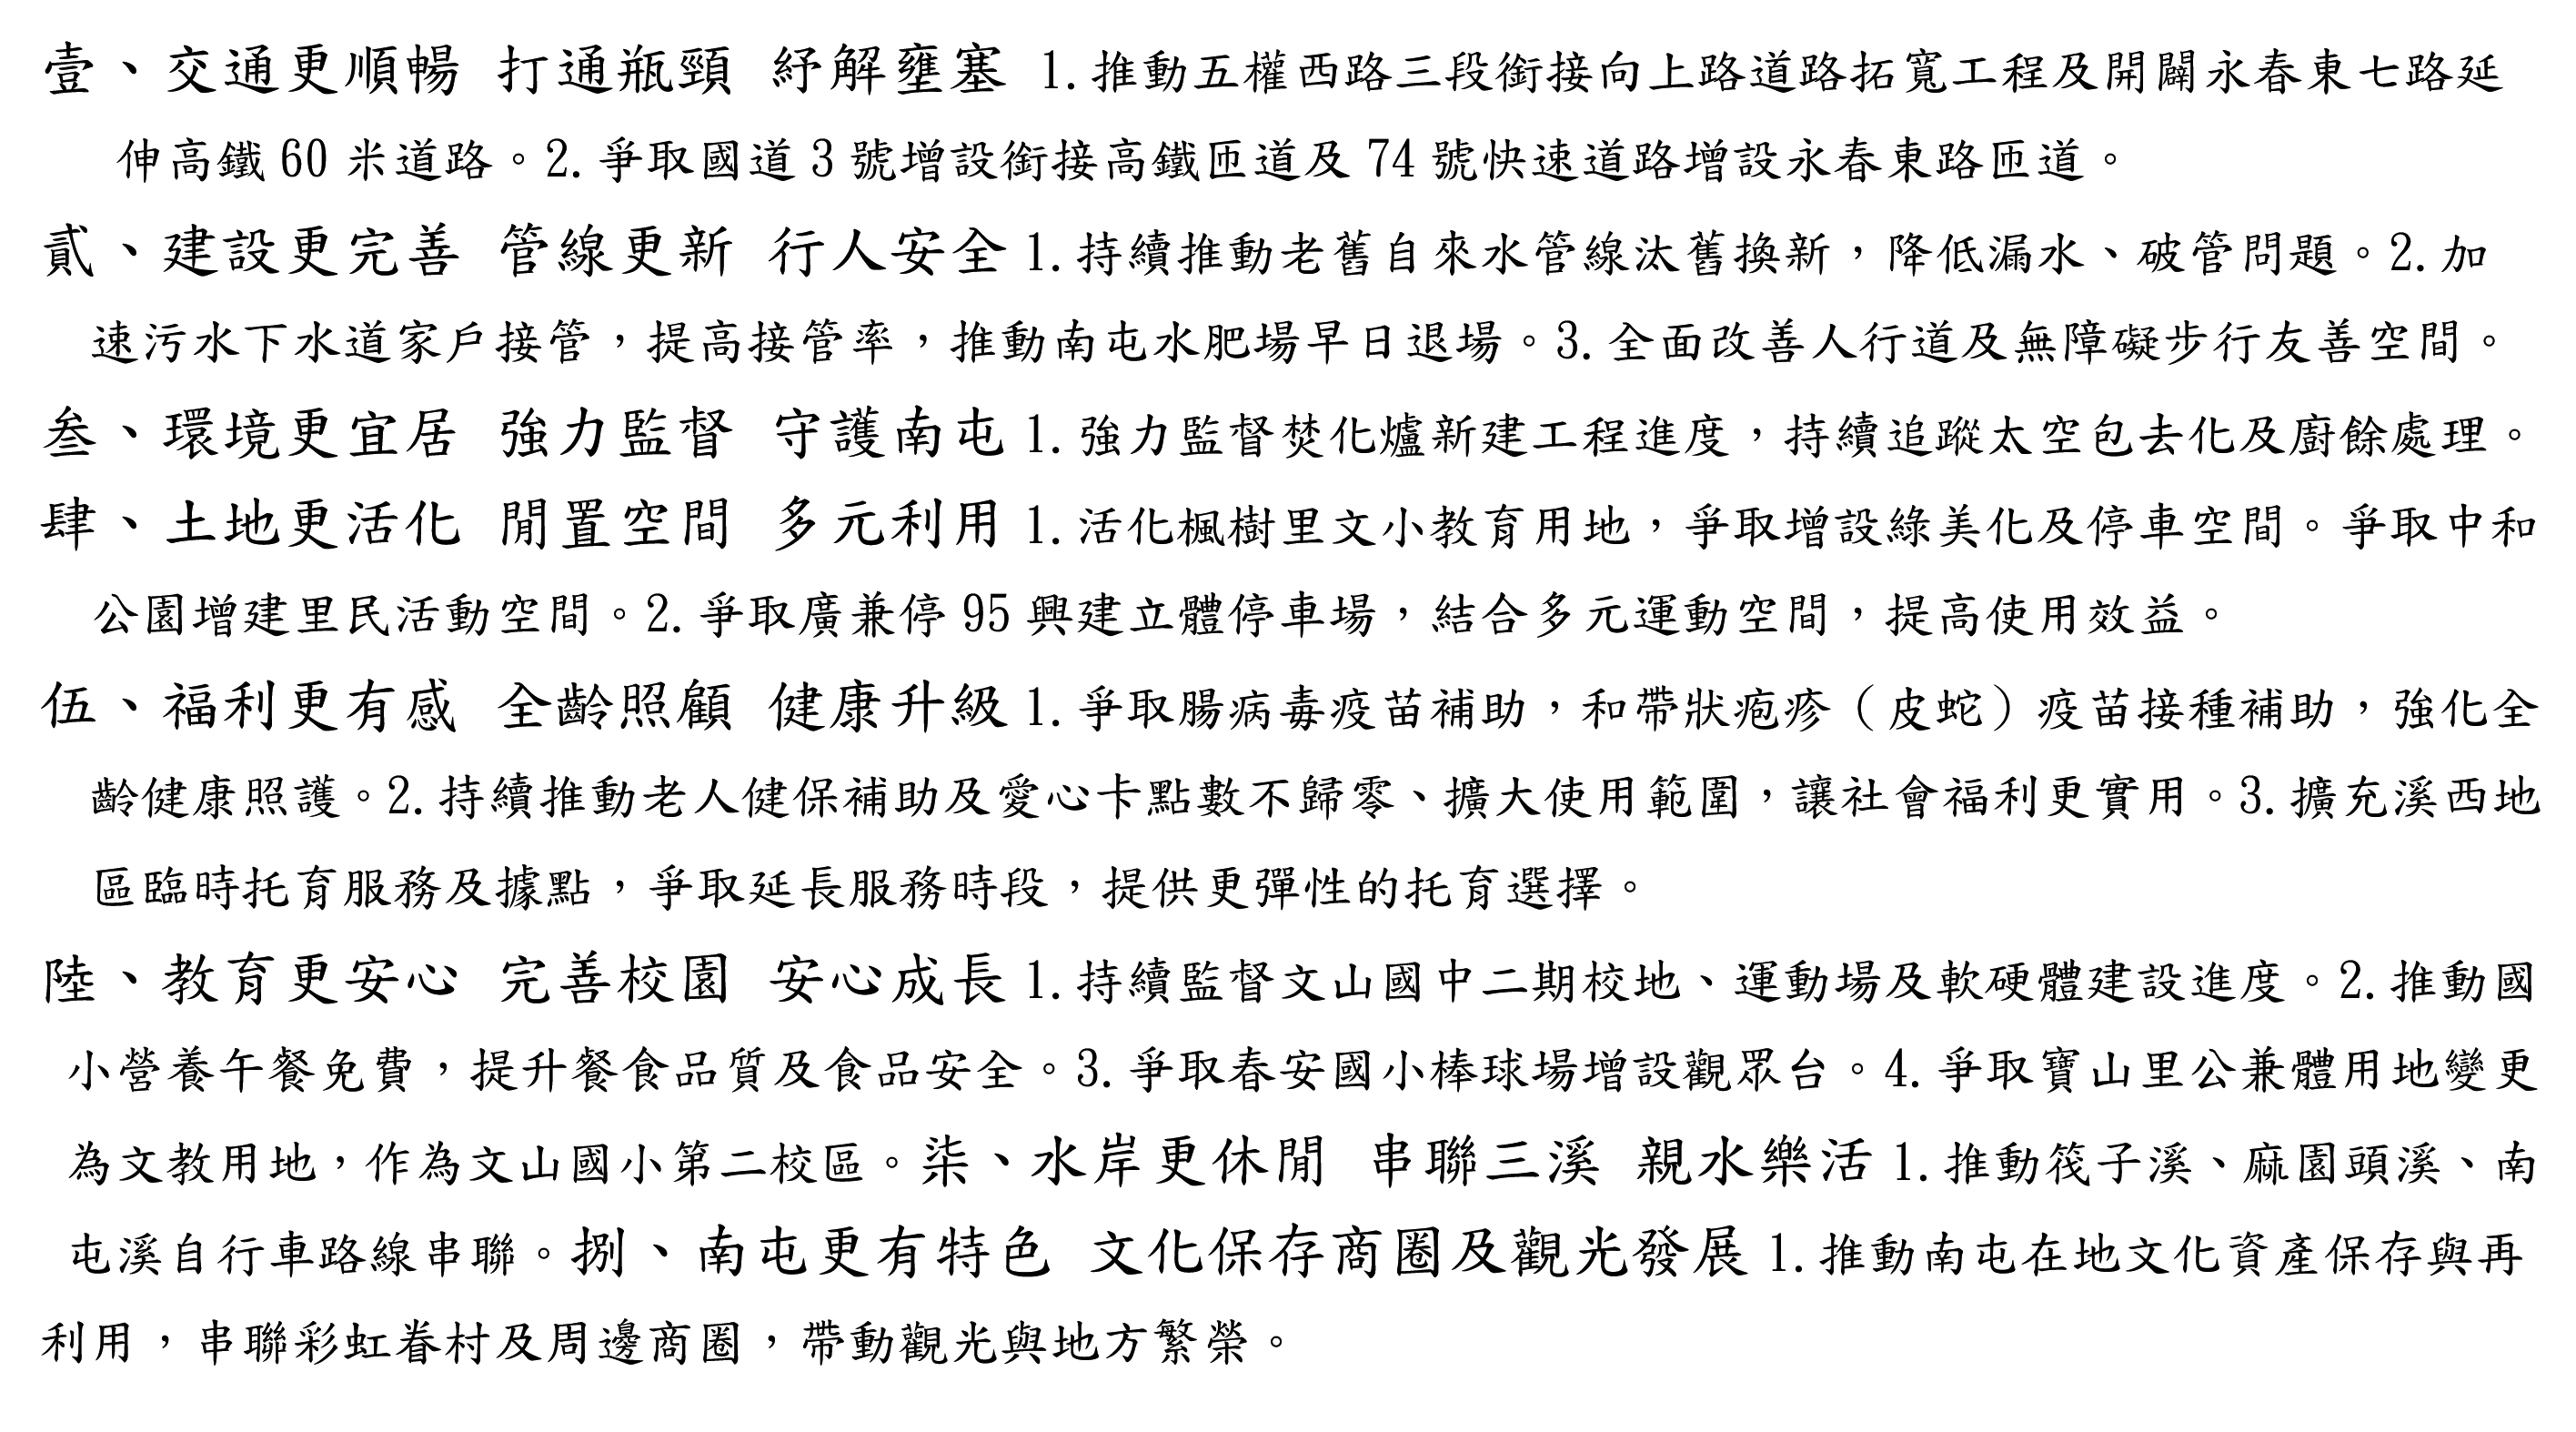 壹、交通更順暢 打通瓶頸 紓解壅塞 1.推動五權西路三段銜接向上路道路拓寬工程及開闢永春東七路延
伸高鐵 60 米道路。2.爭取國道 3 號增設銜接高鐵匝道及 74 號快速道路增設永春東路匝道。
貳、建設更完善 管線更新 行人安全 1.持續推動老舊自來水管線汰舊換新，降低漏水、破管問題。2.加
速污水下水道家戶接管，提高接管率，推動南屯水肥場早日退場。3.全面改善人行道及無障礙步行友善空間。
叁、環境更宜居 強力監督 守護南屯 1.強力監督焚化爐新建工程進度，持續追蹤太空包去化及廚餘處理。
肆、土地更活化 閒置空間 多元利用 1.活化楓樹里文小教育用地，爭取增設綠美化及停車空間。爭取中和
公園增建里民活動空間。2.爭取廣兼停 95 興建立體停車場，結合多元運動空間，提高使用效益。
伍、福利更有感 全齡照顧 健康升級 1.爭取腸病毒疫苗補助，和帶狀疱疹（皮蛇）疫苗接種補助，強化全
齡健康照護。2.持續推動老人健保補助及愛心卡點數不歸零、擴大使用範圍，讓社會福利更實用。3.擴充溪西地
區臨時托育服務及據點，爭取延長服務時段，提供更彈性的托育選擇。
陸、教育更安心 完善校園 安心成長 1.持續監督文山國中二期校地、運動場及軟硬體建設進度。2.推動國
小營養午餐免費，提升餐食品質及食品安全。3.爭取春安國小棒球場增設觀眾台。4.爭取寶山里公兼體用地變更
為文教用地，作為文山國小第二校區。柒、水岸更休閒 串聯三溪 親水樂活 1.推動筏子溪、麻園頭溪、南
屯溪自行車路線串聯。捌、南屯更有特色 文化保存商圈及觀光發展 1.推動南屯在地文化資產保存與再
利用，串聯彩虹眷村及周邊商圈，帶動觀光與地方繁榮。